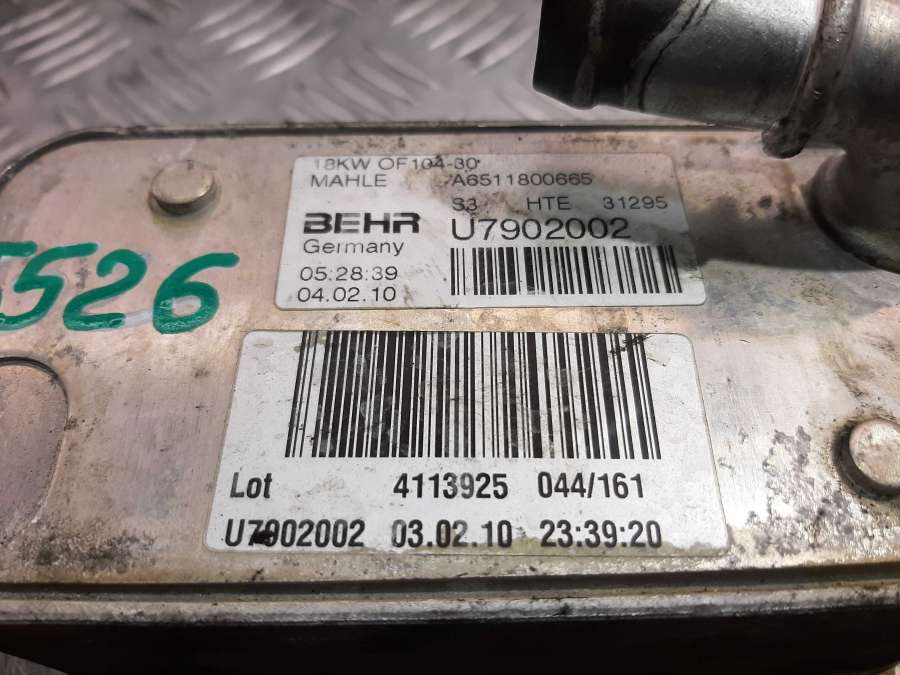 18KW OF104-30
MAHLE A6511800665
S3 HTE 31295
BEHR U7902002
Germany
05:28:39
04.02.10
526
Lot 4113925 044/161
U7902002 03.02.10 23:39:20